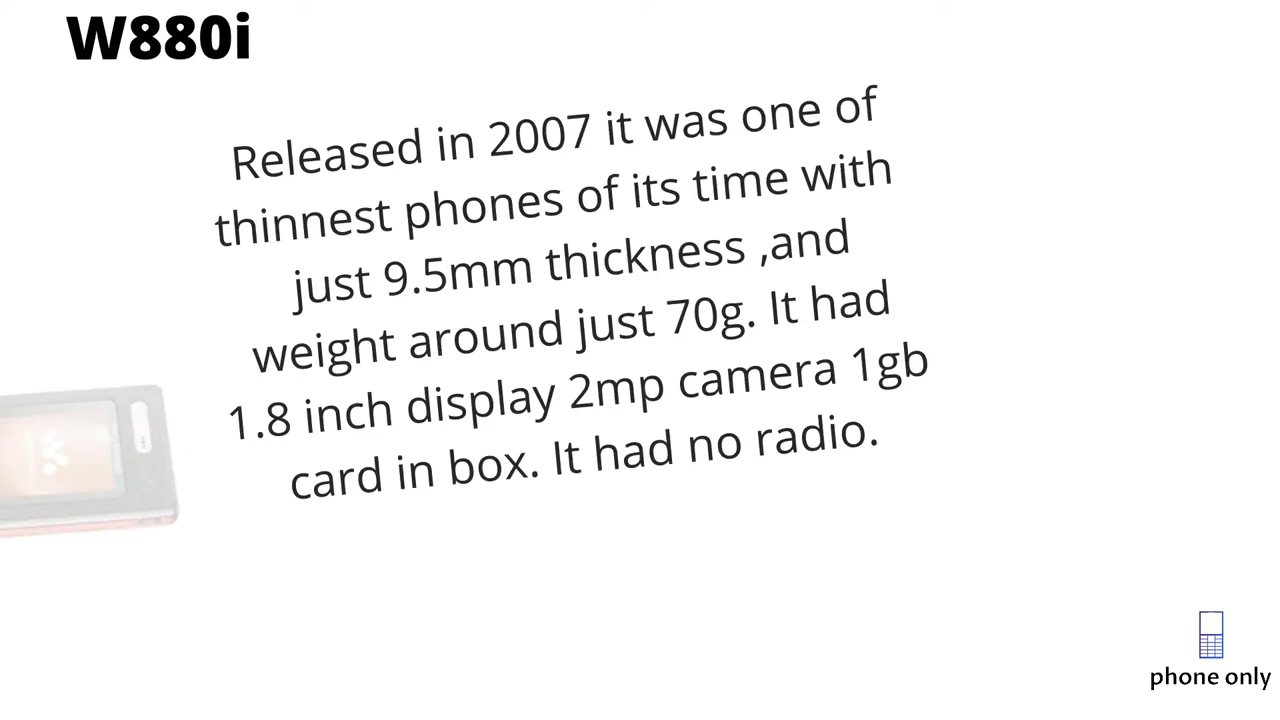 W880i
Released in 2007 it was one of
thinnest phones of its time with
just 9.5mm thickness ,and
weight around just 70g. It had
1.8 inch display 2mp camera 1gb
card in box. It had no radio.
phone only